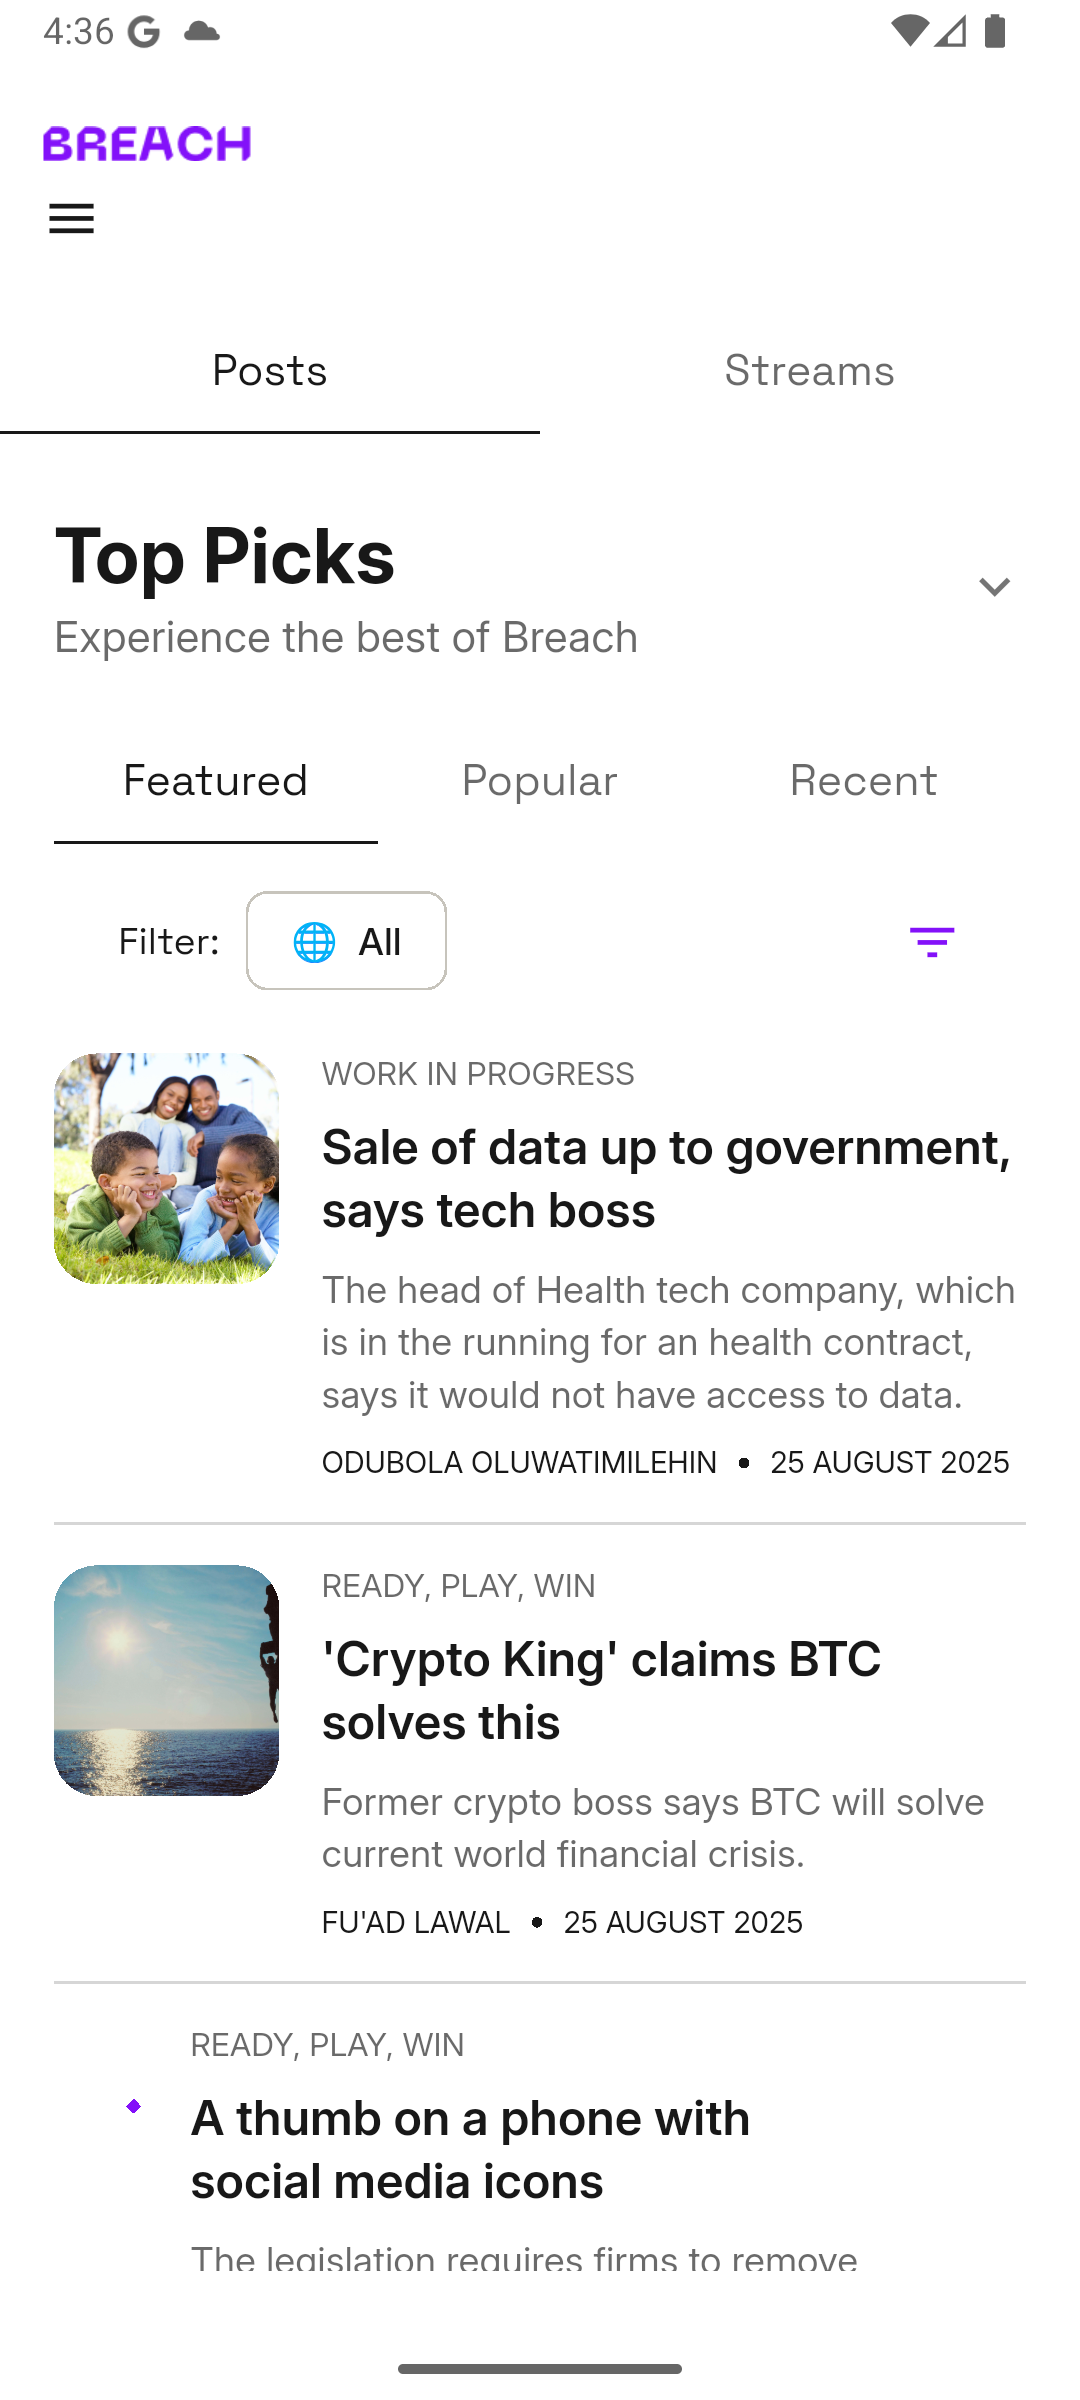 4:36
BREACH
Posts
Streams
Top Picks
Experience the best of Breach
Featured
Popular
Recent
Filter:
All
WORK IN PROGRESS
Sale of data up to government,
says tech boss
The head of Health tech company, which
is in the running for an health contract,
says it would not have access to data.
ODUBOLA OLUWATIMILEHIN • 25 AUGUST 2025
READY, PLAY, WIN
'Crypto King' claims BTC
solves this
Former crypto boss says BTC will solve
current world financial crisis.
FU'AD LAWAL • 25 AUGUST 2025
READY, PLAY, WIN
A thumb on a phone with
social media icons
The legislation requires firms to remove